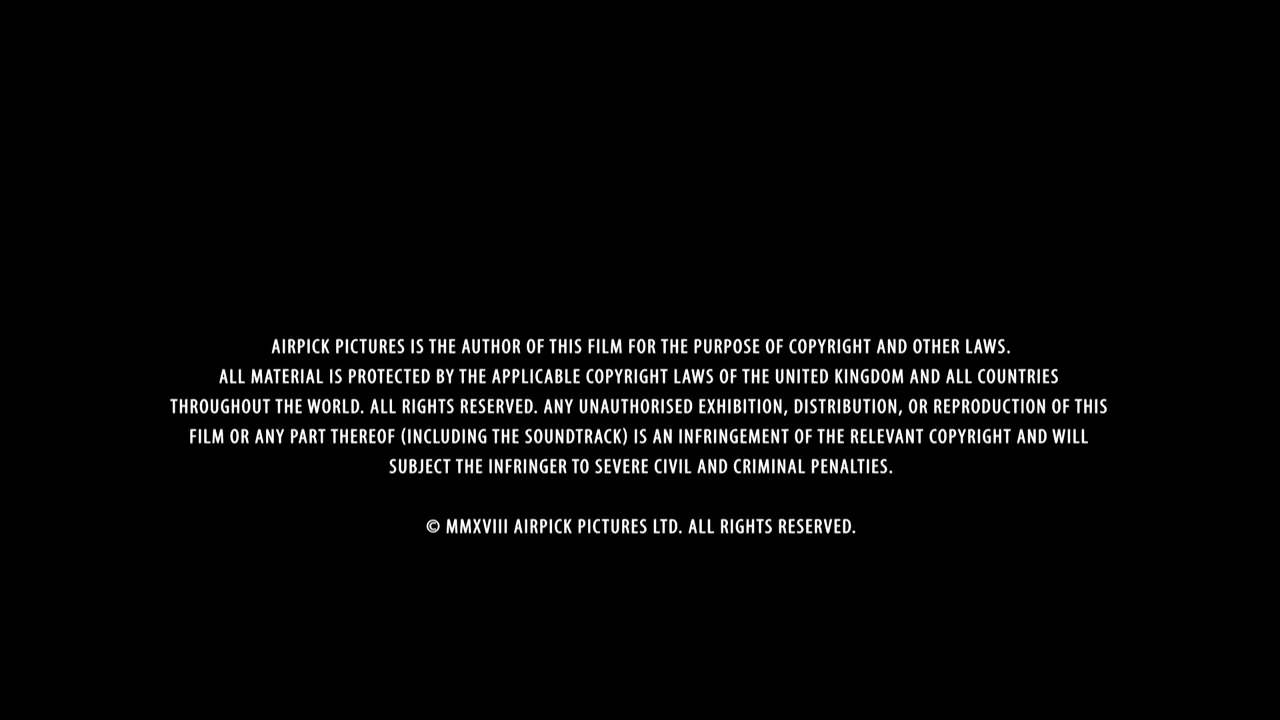 AIRPICK PICTURES IS THE AUTHOR OF THIS FILM FOR THE PURPOSE OF COPYRIGHT AND OTHER LAWS.
ALL MATERIAL IS PROTECTED BY THE APPLICABLE COPYRIGHT LAWS OF THE UNITED KINGDOM AND ALL COUNTRIES
THROUGHOUT THE WORLD. ALL RIGHTS RESERVED. ANY UNAUTHORISED EXHIBITION, DISTRIBUTION, OR REPRODUCTION OF THIS
FILM OR ANY PART THEREOF (INCLUDING THE SOUNDTRACK) IS AN INFRINGEMENT OF THE RELEVANT COPYRIGHT AND WILL
SUBJECT THE INFRINGER TO SEVERE CIVIL AND CRIMINAL PENALTIES.
© MMXVIII AIRPICK PICTURES LTD. ALL RIGHTS RESERVED.